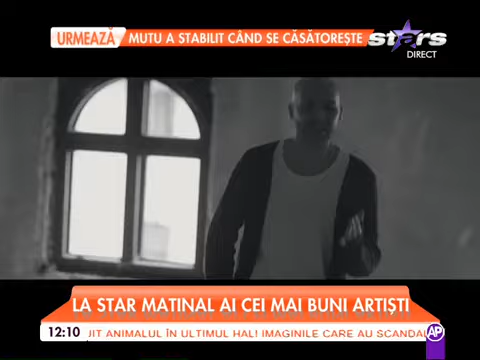 URMEAZĂ MUTU A STABILIT CÂND SE CĂSĂTOREȘTE
stars
DIRECT
LA STAR MATINAL AI CEI MAI BUNI ARTIȘTI
12:10 JIT ANIMALUL ÎN ULTIMUL HAL! IMAGINILE CARE AU SCANDAL
AP